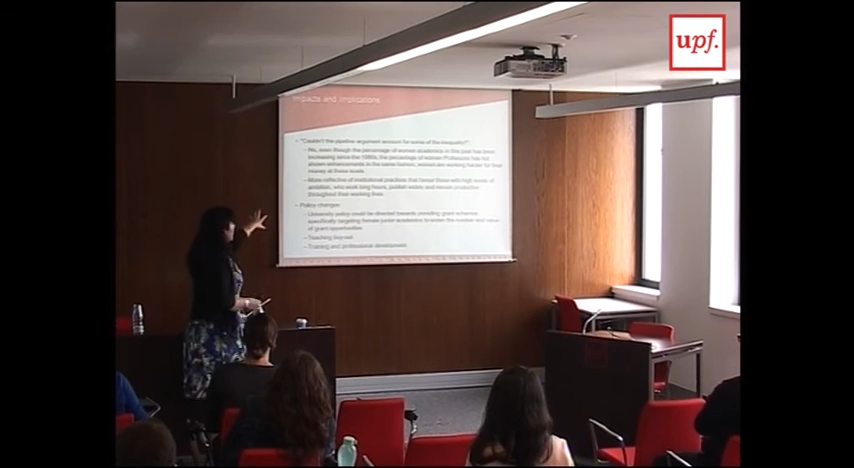 upf.
Impacts and Implications
- "Couldn't the pipeline argument account for some of the inequality?"
– No, even though the percentage of women academics in the past has been
increasing since the 1980s, the percentage of women Professors has not
shown enhancements in the same fashion, women are working harder for their
money at these levels.
– More reflective of institutional practices that favour those with high levels of
ambition, who work long hours, publish widely and remain productive
throughout their working lives.
- Policy changes:
– University policy could be directed towards providing grant schemes
specifically targeting female junior academics to widen the number and value
of grant opportunities
– Teaching buy-out
– Training and professional development